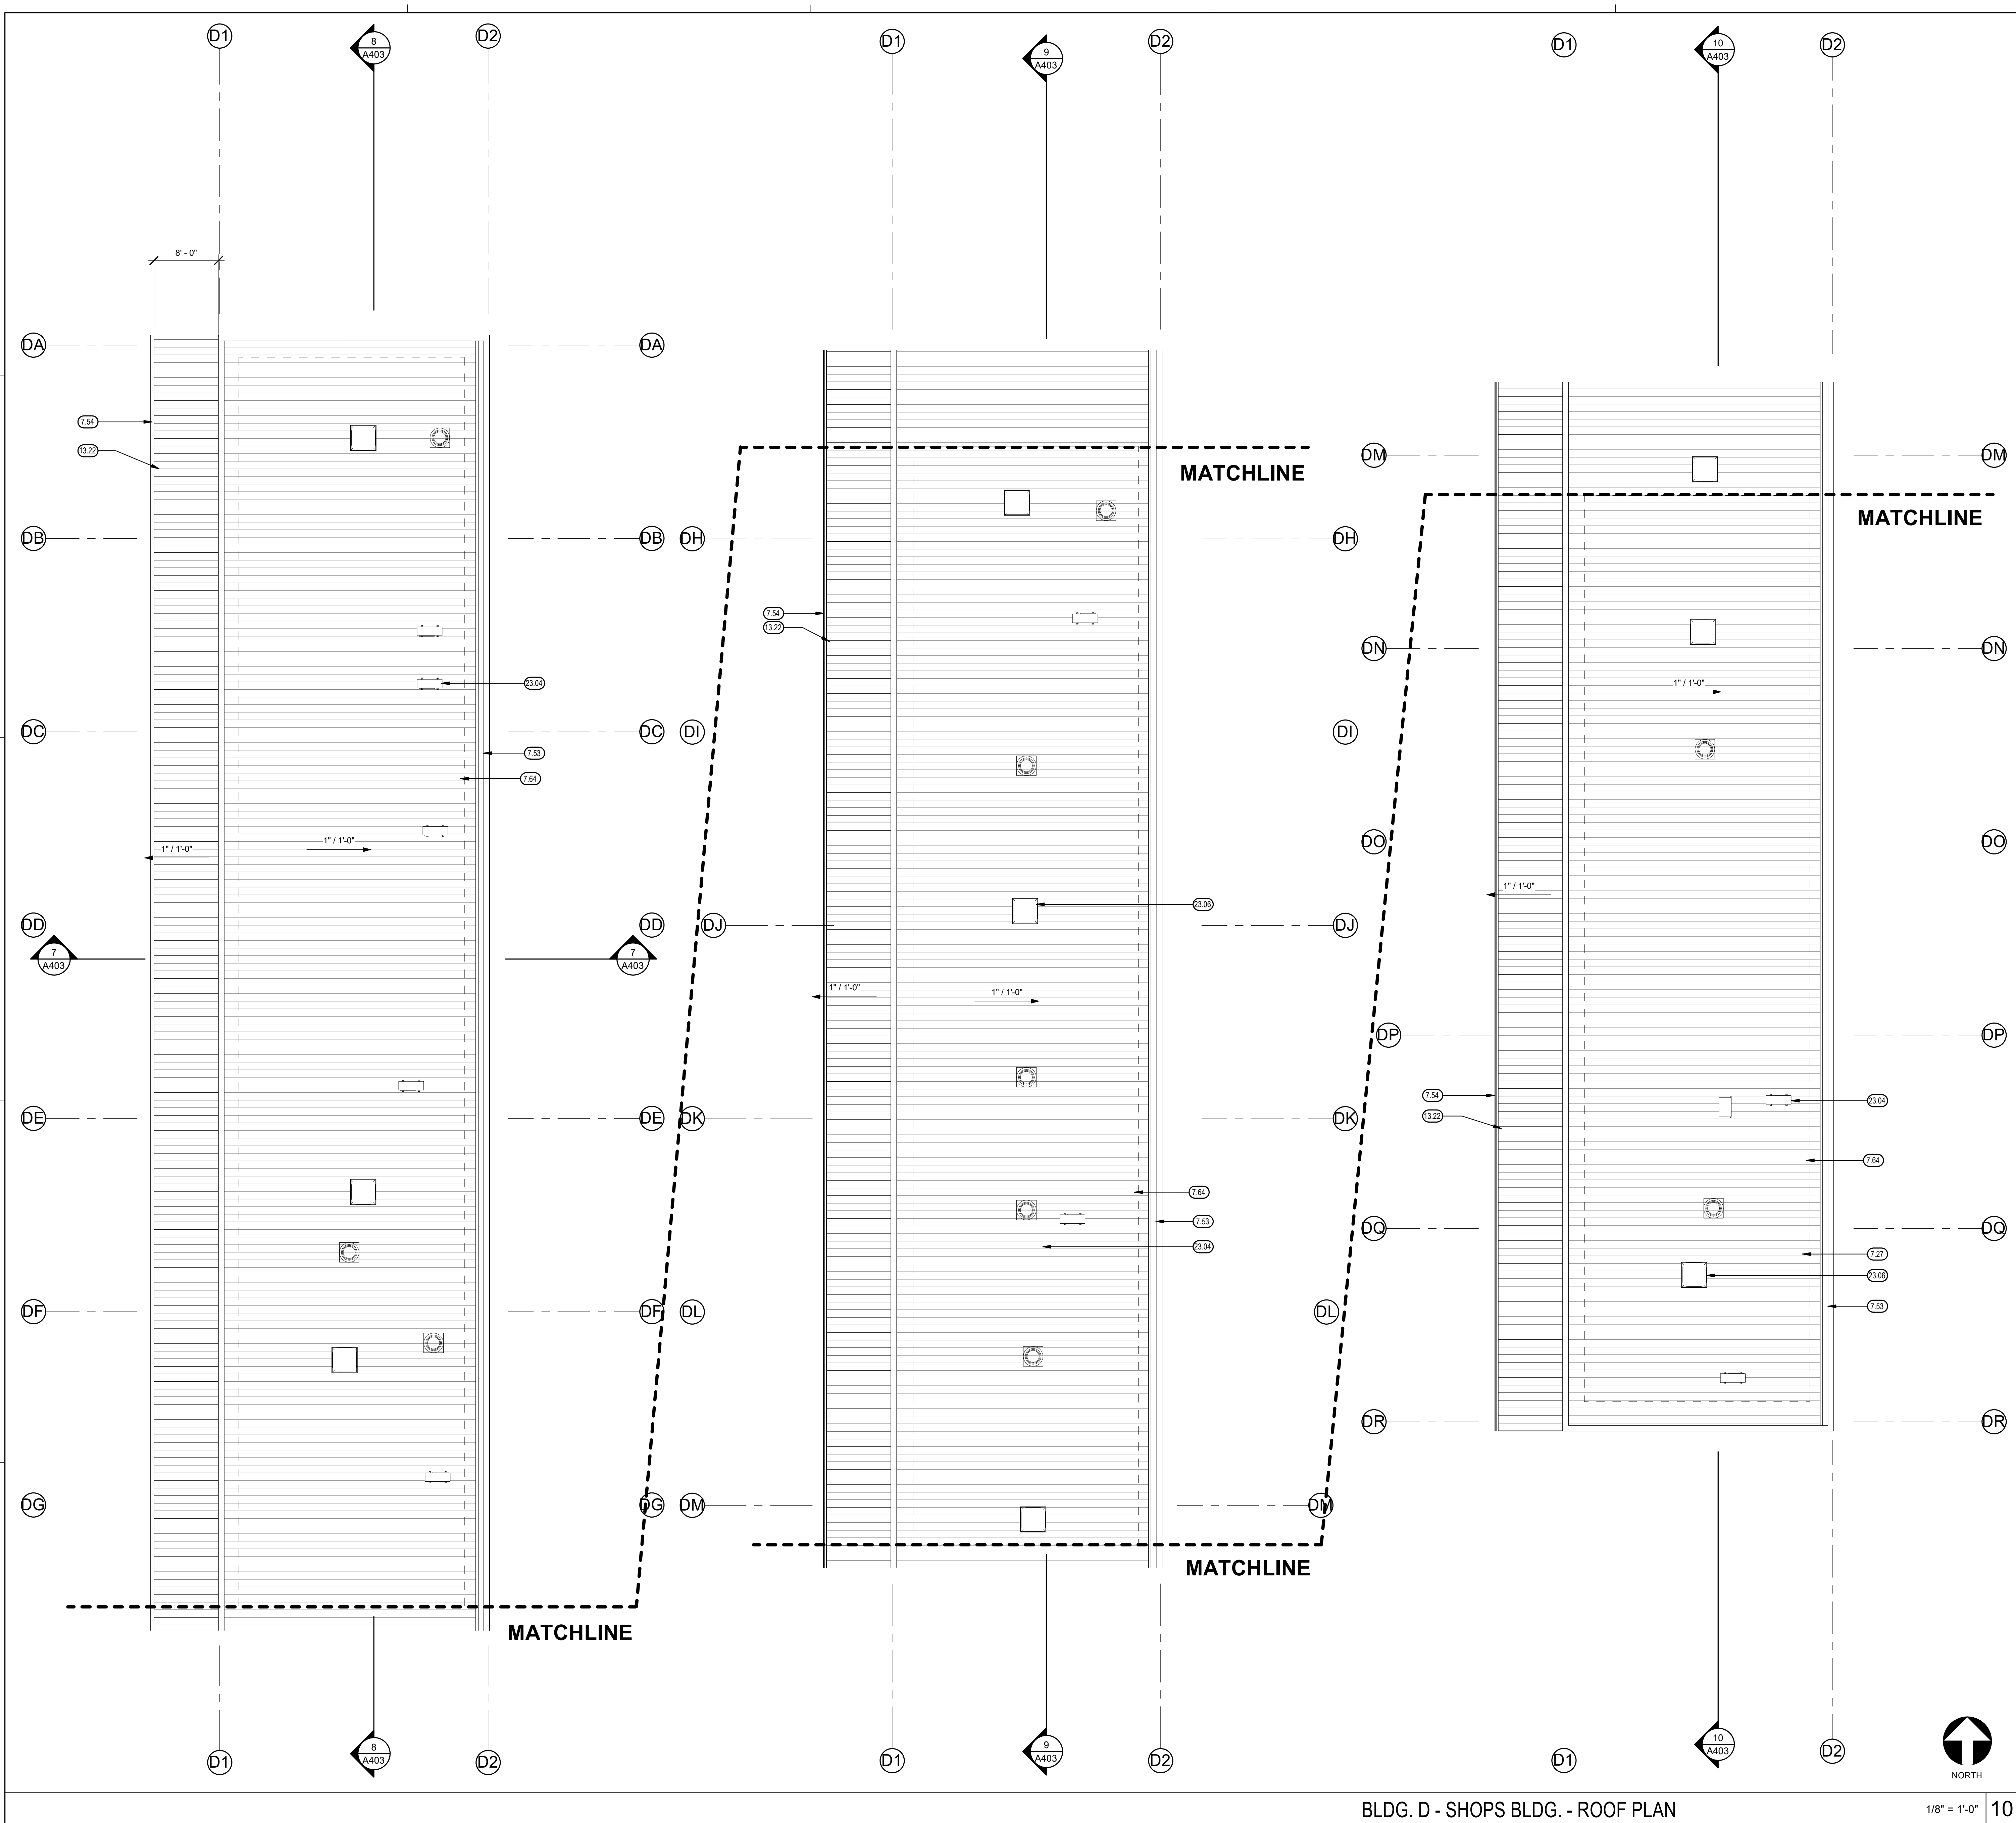 D1
8
A403
D2
D1
9
A403
D2
D1
10
A403
D2
8' - 0"
DA
DA
7.54
13.22
DB
DB
23.04
DC
DC
7.53
7.64
1" / 1'-0"
1" / 1'-0"
DD
DD
7
A403
7
A403
DE
DE
DF
DF
DG
DG
MATCHLINE
D1
8
A403
D2
MATCHLINE
DH
DH
7.54
13.22
DI
DI
23.06
DJ
DJ
1" / 1'-0"
1" / 1'-0"
DK
DK
7.64
7.53
23.04
DL
DL
DM
DM
MATCHLINE
D1
9
A403
D2
DM
DM
MATCHLINE
DN
DN
1" / 1'-0"
DO
DO
1" / 1'-0"
DP
DP
7.54
13.22
23.04
7.64
DQ
DQ
7.27
23.06
7.53
DR
DR
D1
10
A403
D2
NORTH
BLDG. D - SHOPS BLDG. - ROOF PLAN
1/8" = 1'-0"
10